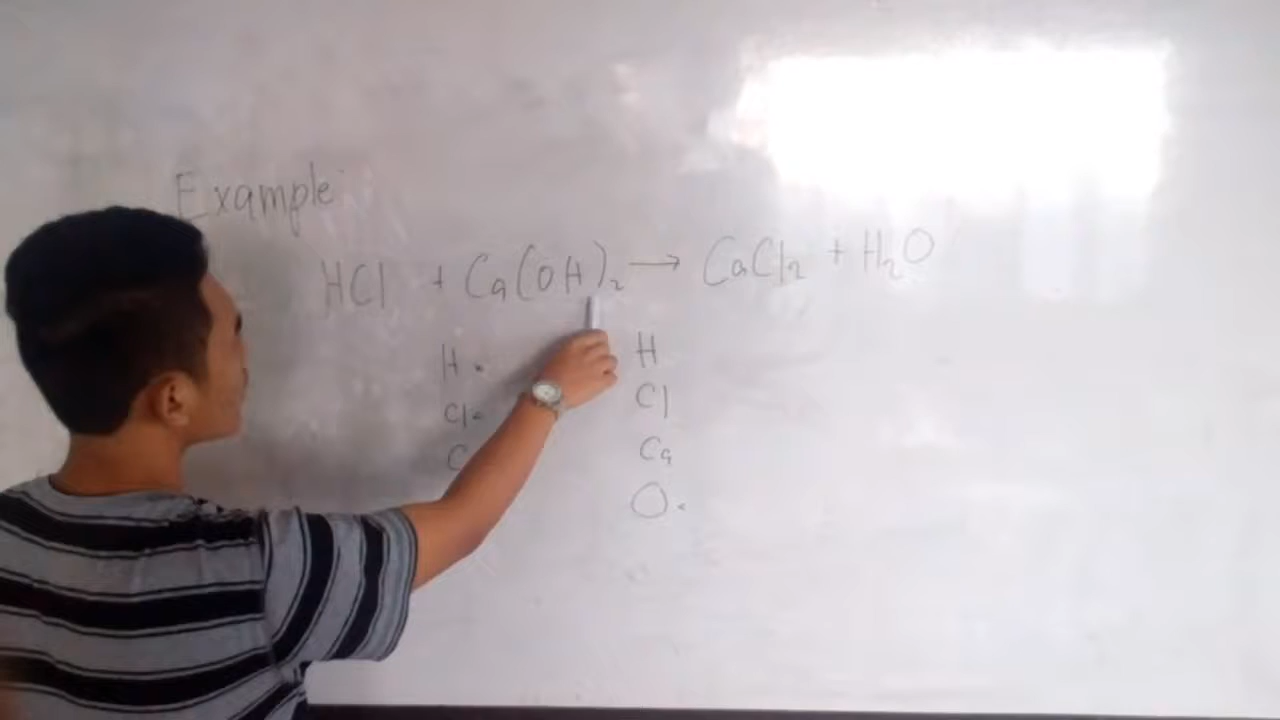 Example
HCl + Ca(OH)₂ → CaCl₂ + H₂O
H H
Cl Cl
C Ca
O